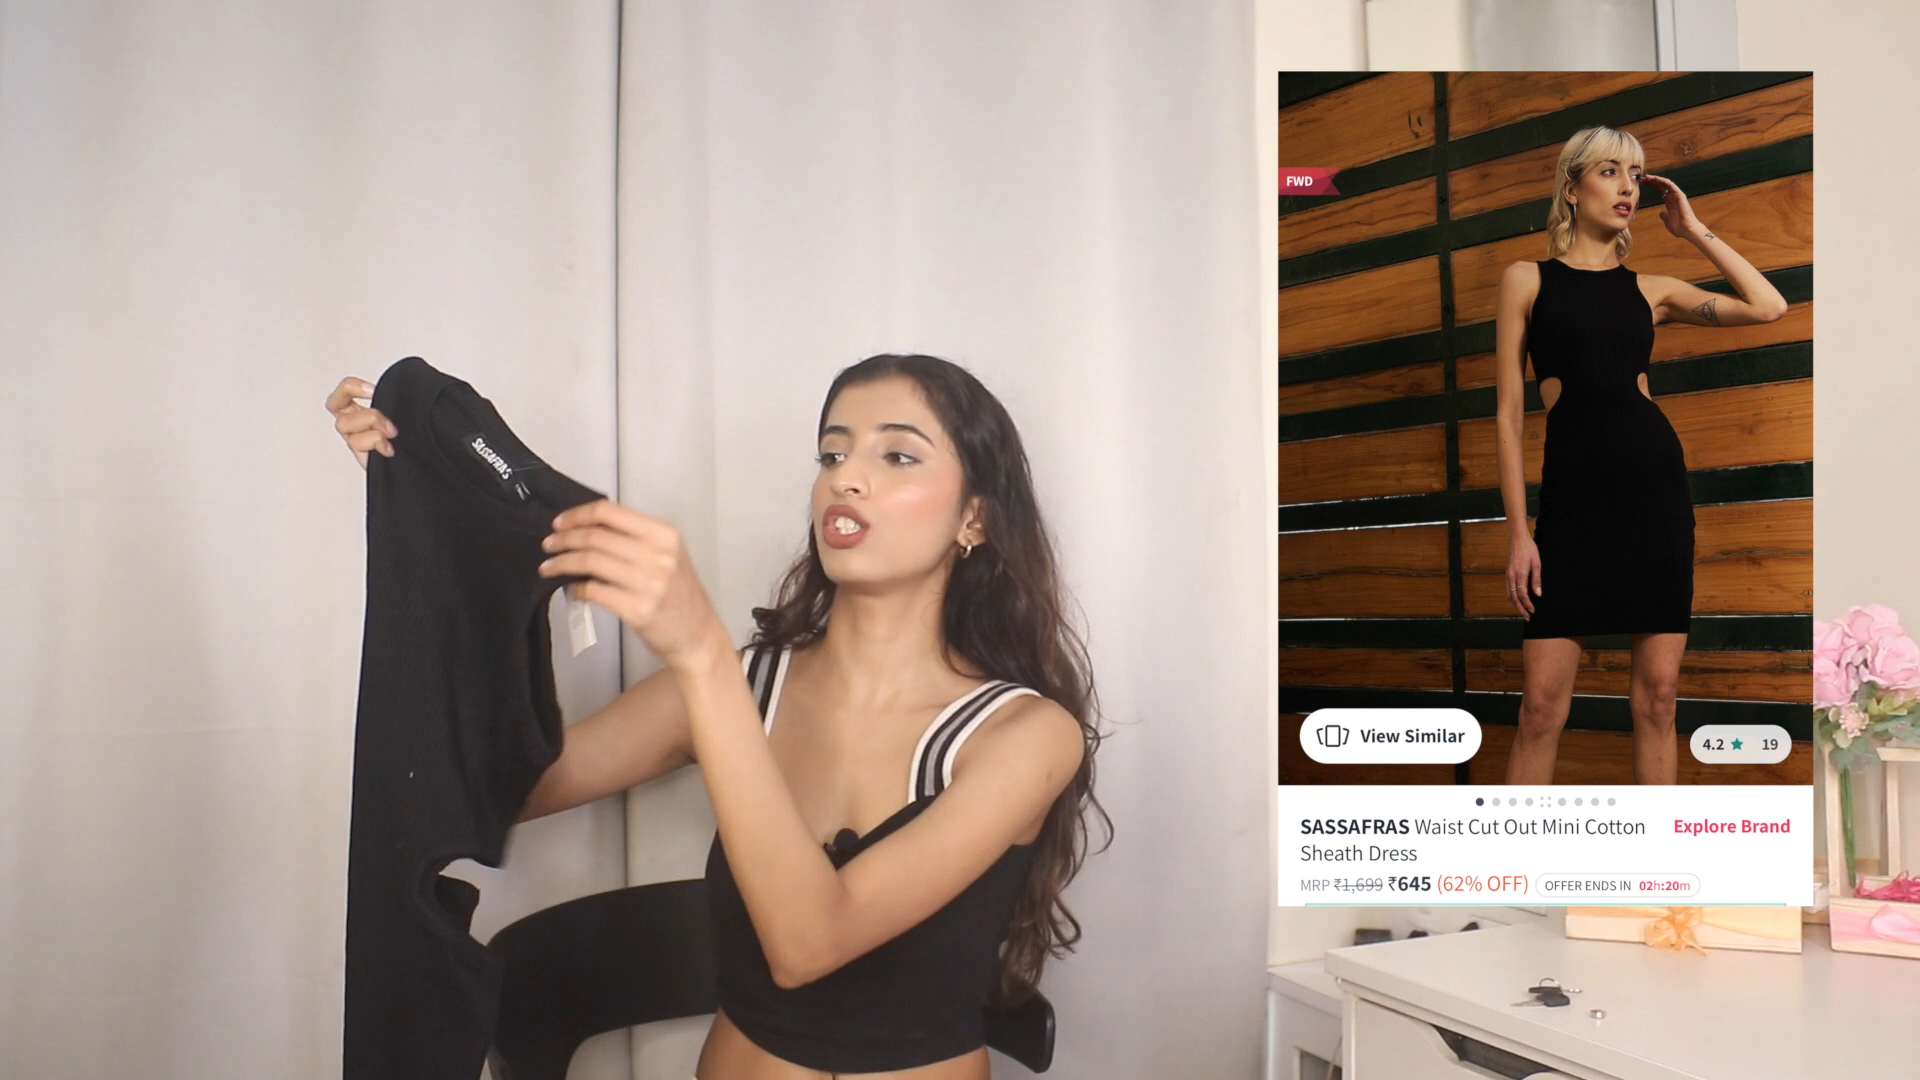 SASSAFRAS
FWD
View Similar
4.2 ★ 19
SASSAFRAS Waist Cut Out Mini Cotton
Sheath Dress
Explore Brand
MRP ₹1,699 ₹645 (62% OFF) OFFER ENDS IN 02h:20m